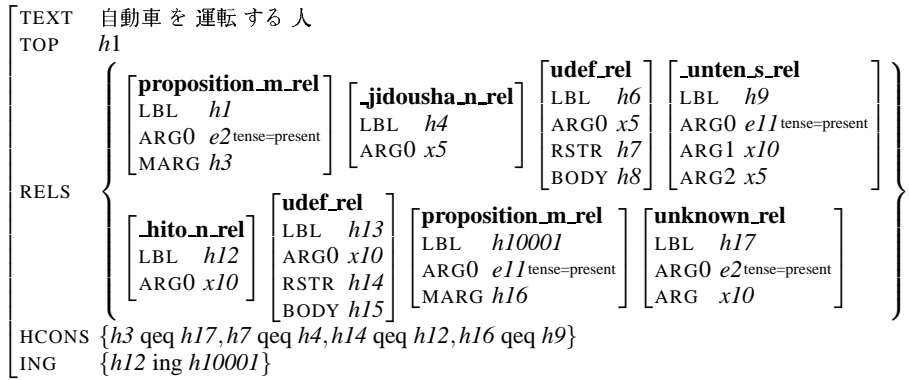 TEXT 自動車 を 運転 する 人
TOP h1
RELS
proposition_m_rel
LBL h1
ARG0 e2 tense=present
MARG h3
_jidousha_n_rel
LBL h4
ARG0 x5
udef_rel
LBL h6
ARG0 x5
RSTR h7
BODY h8
_unten_s_rel
LBL h9
ARG0 e11 tense=present
ARG1 x10
ARG2 x5
_hito_n_rel
LBL h12
ARG0 x10
udef_rel
LBL h13
ARG0 x10
RSTR h14
BODY h15
proposition_m_rel
LBL h10001
ARG0 e11 tense=present
MARG h16
unknown_rel
LBL h17
ARG0 e2 tense=present
ARG x10
HCONS {h3 qeq h17,h7 qeq h4,h14 qeq h12,h16 qeq h9}
ING {h12 ing h10001}